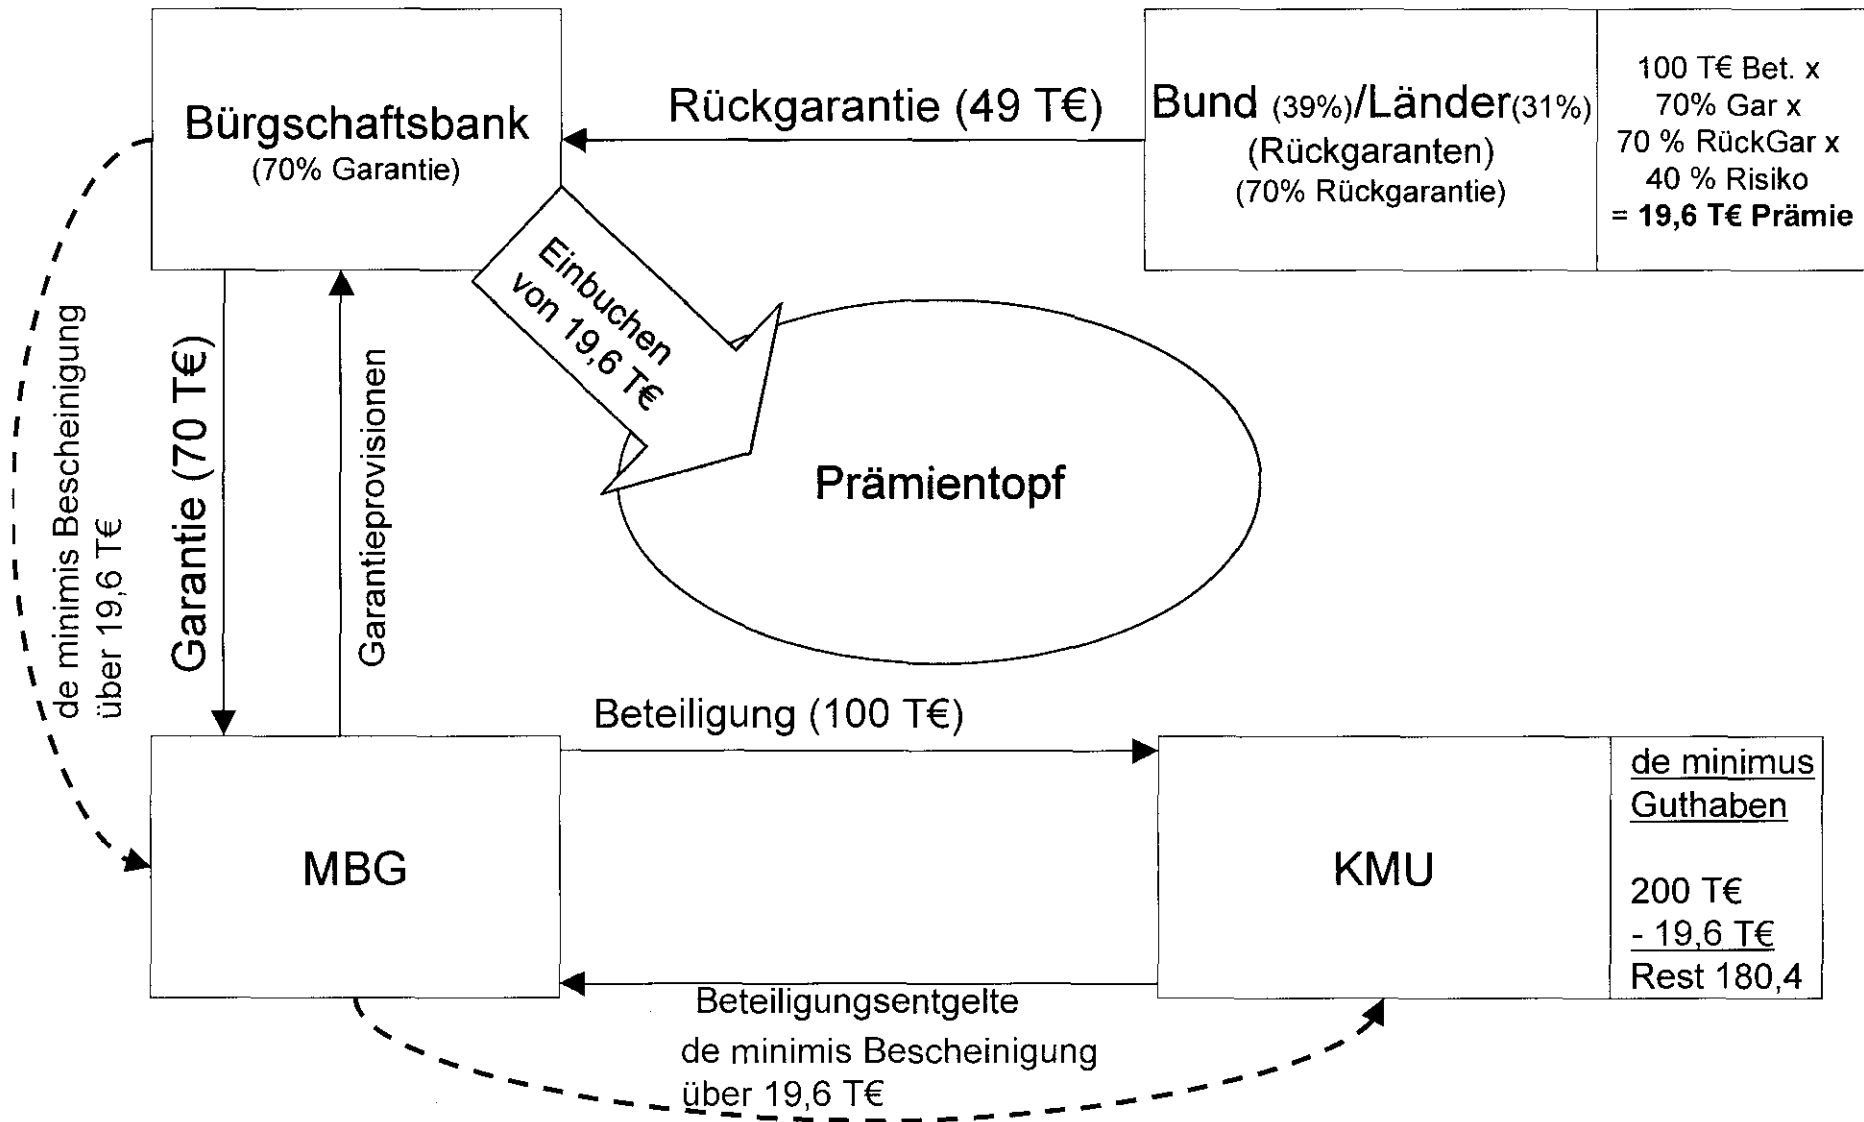 Bürgschaftsbank
(70% Garantie)
Rückgarantie (49 T€)
Bund (39%)/Länder(31%)
(Rückgaranten)
(70% Rückgarantie)
100 T€ Bet. x
70% Gar x
70 % RückGar x
40 % Risiko
= 19,6 T€ Prämie
Einbuchen
von 19,6 T€
Prämientopf
de minimis Bescheinigung
über 19,6 T€
Garantie (70 T€)
Garantieprovisionen
Beteiligung (100 T€)
MBG
KMU
de minimus
Guthaben
200 T€
- 19,6 T€
Rest 180,4
Beteiligungsentgelte
de minimis Bescheinigung
über 19,6 T€